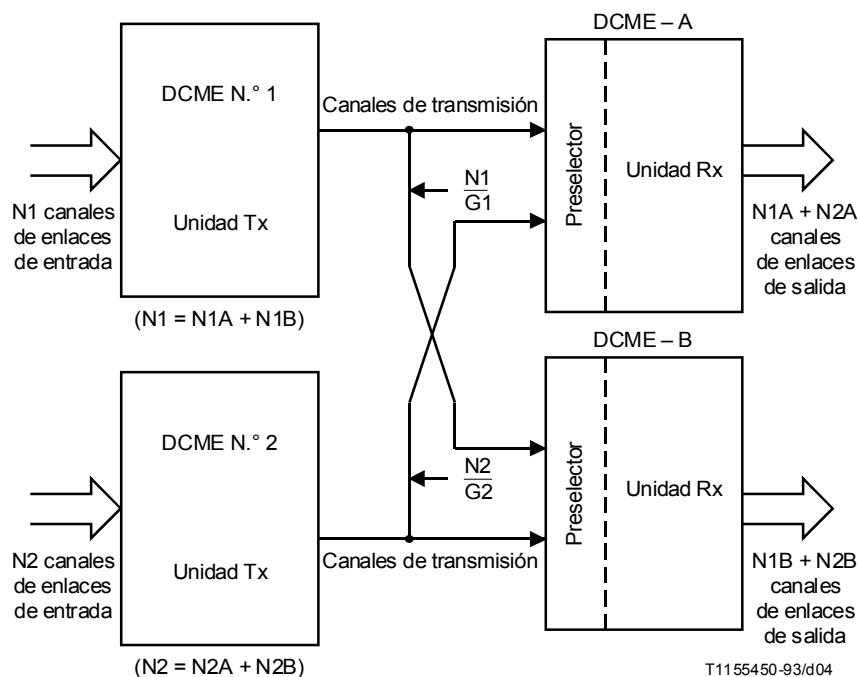 DCME N.° 1
Unidad Tx
N1 canales
de enlaces
de entrada
(N1 = N1A + N1B)
Canales de transmisión
N1
G1
DCME – A
Preselector
Unidad Rx
N1A + N2A
canales
de enlaces
de salida
DCME N.° 2
Unidad Tx
N2 canales
de enlaces
de entrada
(N2 = N2A + N2B)
N2
G2
Canales de transmisión
DCME – B
Preselector
Unidad Rx
N1B + N2B
canales
de enlaces
de salida
T1155450-93/d04